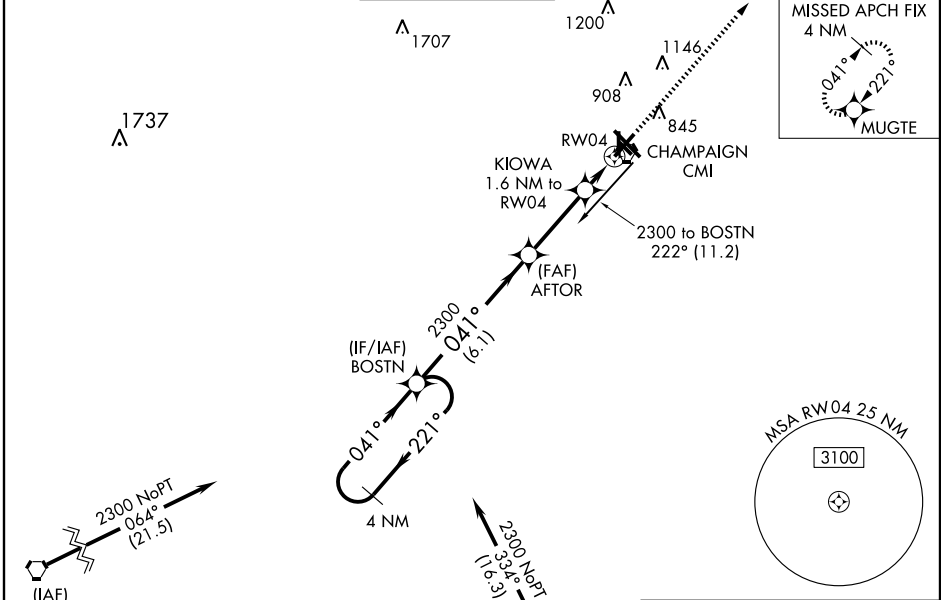 1707
1200
1146
908
845
1737
MISSED APCH FIX
4 NM
041°
221°
MUGTE
RW04
CHAMPAIGN
CMI
KIOWA
1.6 NM to
RW04
2300 to BOSTN
222° (11.2)
(FAF)
AFTOR
2300
041°
(6.1)
(IF/IAF)
BOSTN
041°
221°
4 NM
2300 NoPT
064°
(21.5)
(IAF)
2300 NoPT
334°
(16.3)
MSA RW04 25 NM
3100